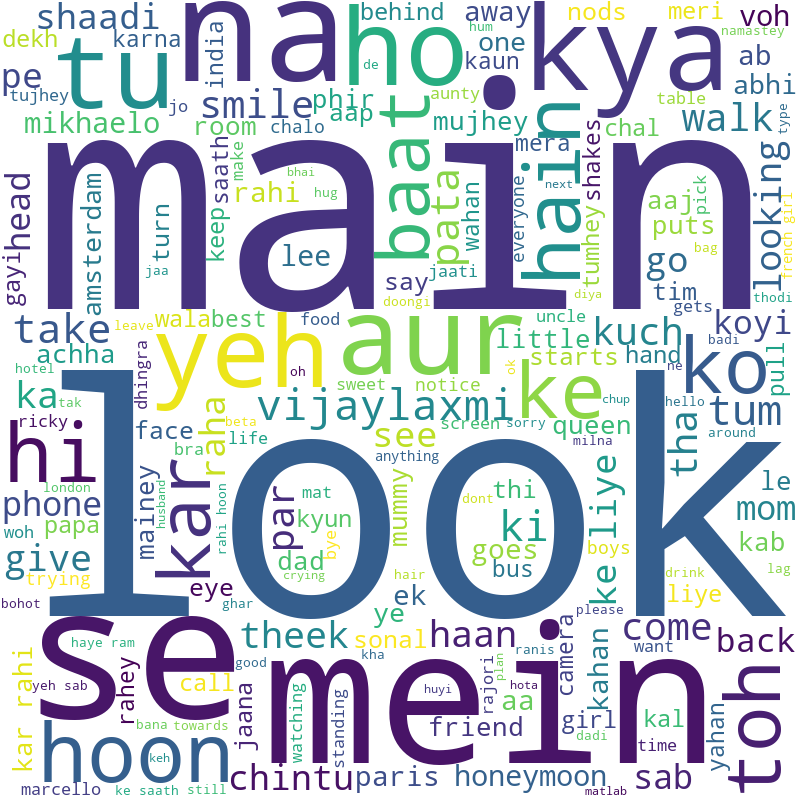 shaadi na ho kya behind away nods meri voh
dekh karna tu india hum one namastey
pe tujhey jo smile phir de kaun ab
mikhaelo room chalo aap aunty mujhey mera table abhi
main saath make baat hain shakes chal walk type
head amsterdam turn keep rahi bhai hug pata wahan everyone next tumhey aaj pick looking
gayi jaa lee say jaati puts bag french girl
doongi diya go tim gets thodi
take leave wala best food uncle little kuch koyi
achha yeh aur starts hand badi pull
hotel dhingra oh sweet notice ke ok ne ko
ka tak ricky beta vijaylaxmi chup hello tum
hi face raha life see screen sorry queen milna tha around
look bra anything
phone london mainey husband kar rahi hoon par mat kyun mummy dont thi ki liye boys le mom
woh papa bye goes kab
give trying dad bus ke drink lag
bohot eye ghar crying ek hair liye please
se haye ram theek ye sonal haan camera come want back
kar rahi yeh sab rahey call good kha mein rajori plan ranis kahan toh
hoon bana towards jaana watching standing huyi aa hota girl kal yahan
keh friend dadi time
marcello ke saath still chintu paris honeymoon matlab sab